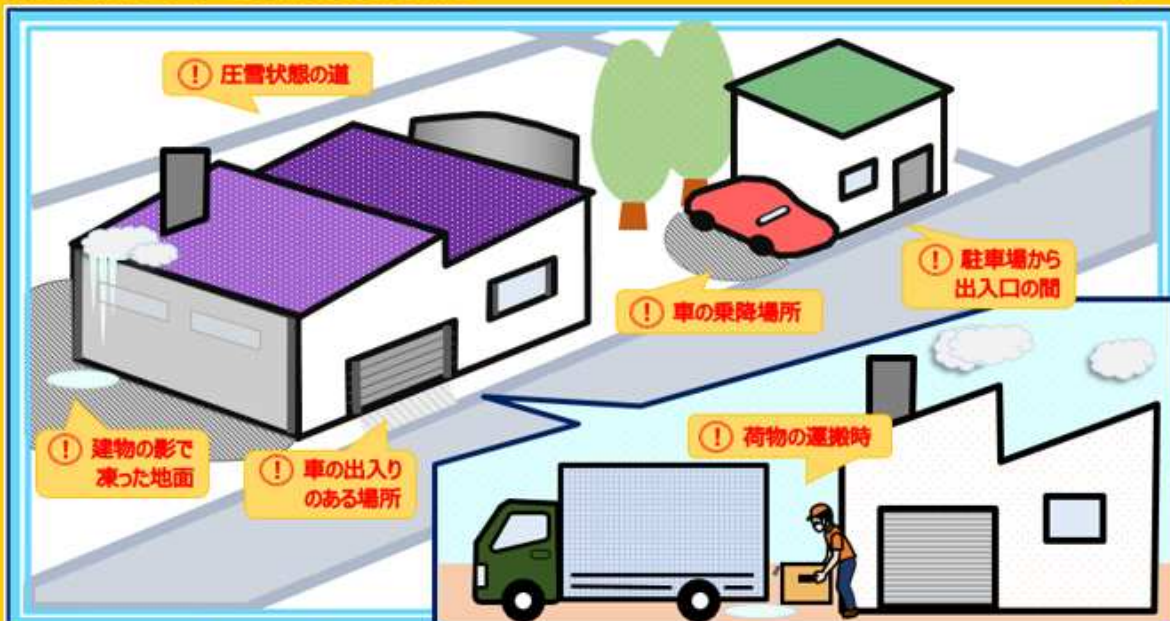 ! 圧雪状態の道
! 駐車場から
出入口の間
! 車の乗降場所
! 建物の影で
凍った地面
! 車の出入り
のある場所
! 荷物の運搬時